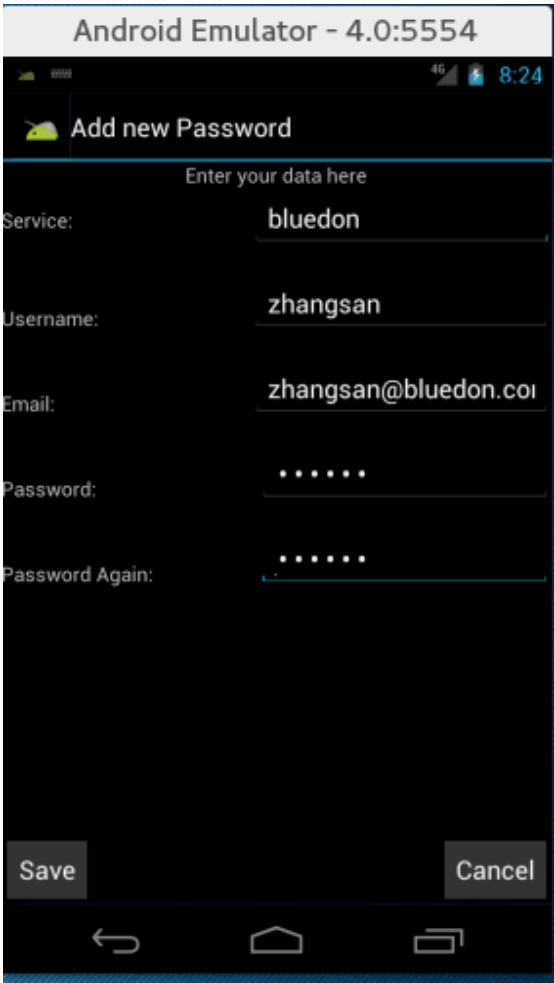 Android Emulator - 4.0:5554
4G 8:24
Add new Password
Enter your data here
Service: bluedon
Username: zhangsan
Email: zhangsan@bluedon.co
Password: ••••••
Password Again: ••••••
Save Cancel